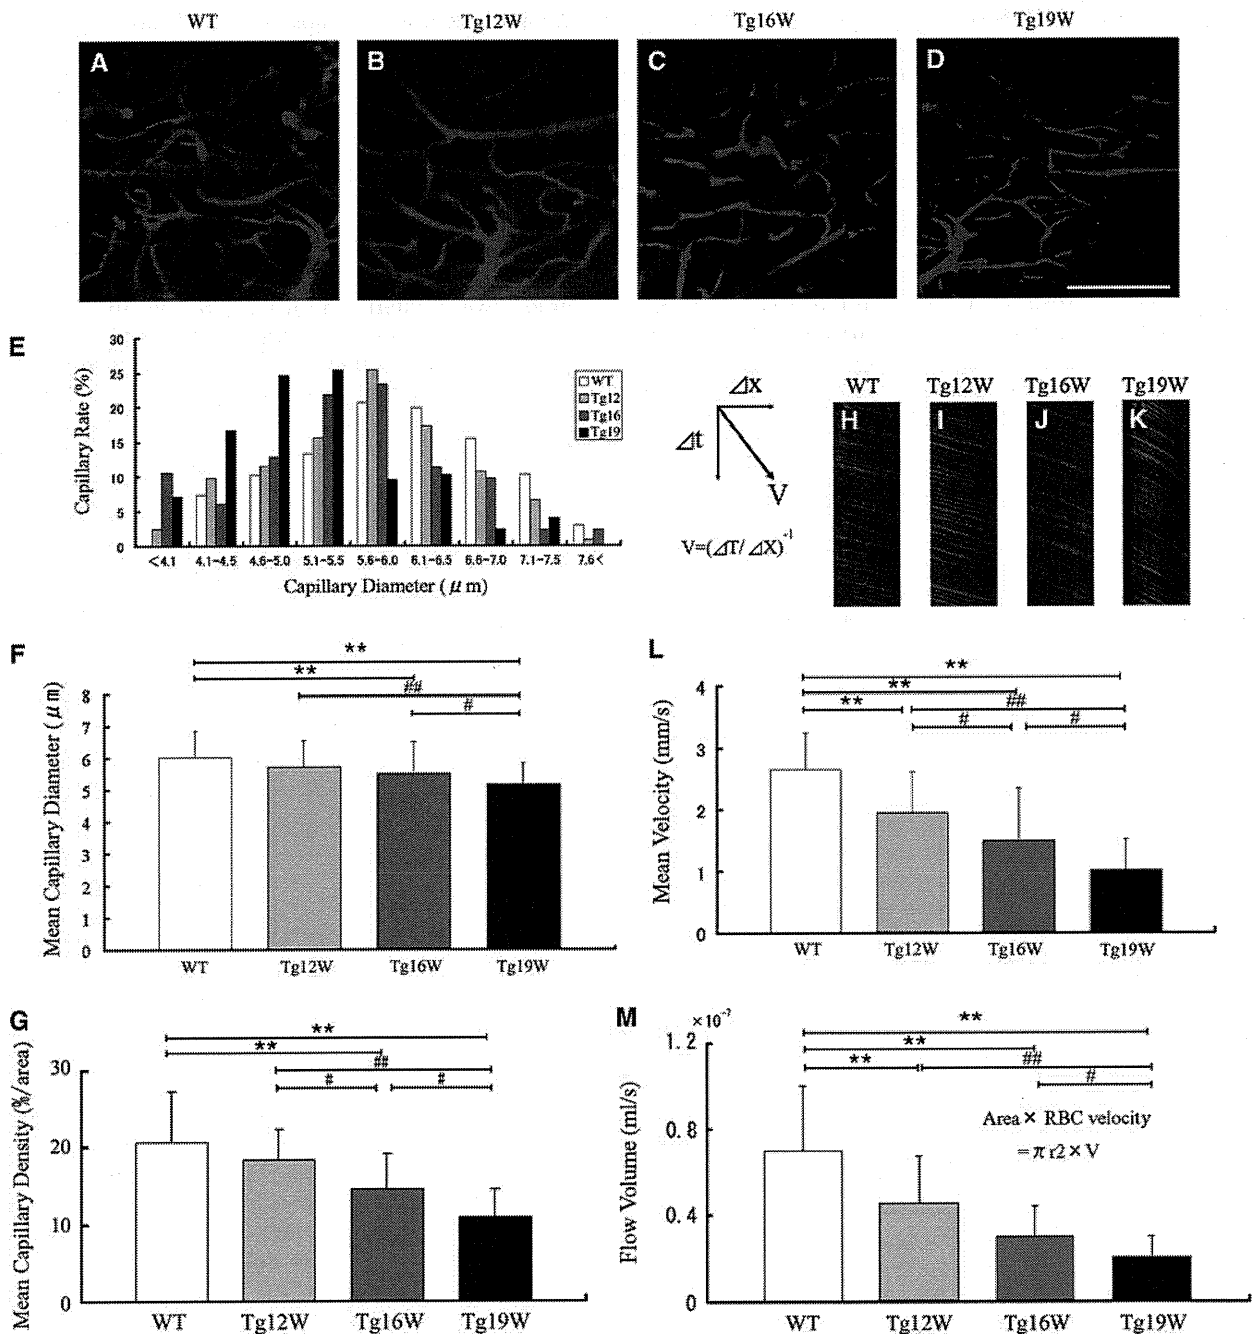 WT Tg12W Tg16W Tg19W
A B C D
E
Capillary Rate (%)
30
25
20
15
10
5
0
WT
Tg12
Tg16
Tg19
<4.1 4.1-4.5 4.6-5.0 5.1-5.5 5.6-6.0 6.1-6.5 6.6-7.0 7.1-7.5 7.6<
Capillary Diameter (μm)
⊿X
⊿t
V
V=(⊿T/⊿X)-1
WT Tg12W Tg16W Tg19W
H I J K
F
Mean Capillary Diameter (μm)
**
**
##
#
8
7
6
5
4
3
2
1
0
WT Tg12W Tg16W Tg19W
L
Mean Velocity (mm/s)
**
**
** ##
# #
4
3
2
1
0
WT Tg12W Tg16W Tg19W
G
Mean Capillary Density (%/area)
**
**
##
# #
30
20
10
0
WT Tg12W Tg16W Tg19W
M
×10-7
Flow Volume (ml/s)
**
**
** ##
#
1.2
0.8
0.4
0
Area × RBC velocity
=πr2×V
WT Tg12W Tg16W Tg19W